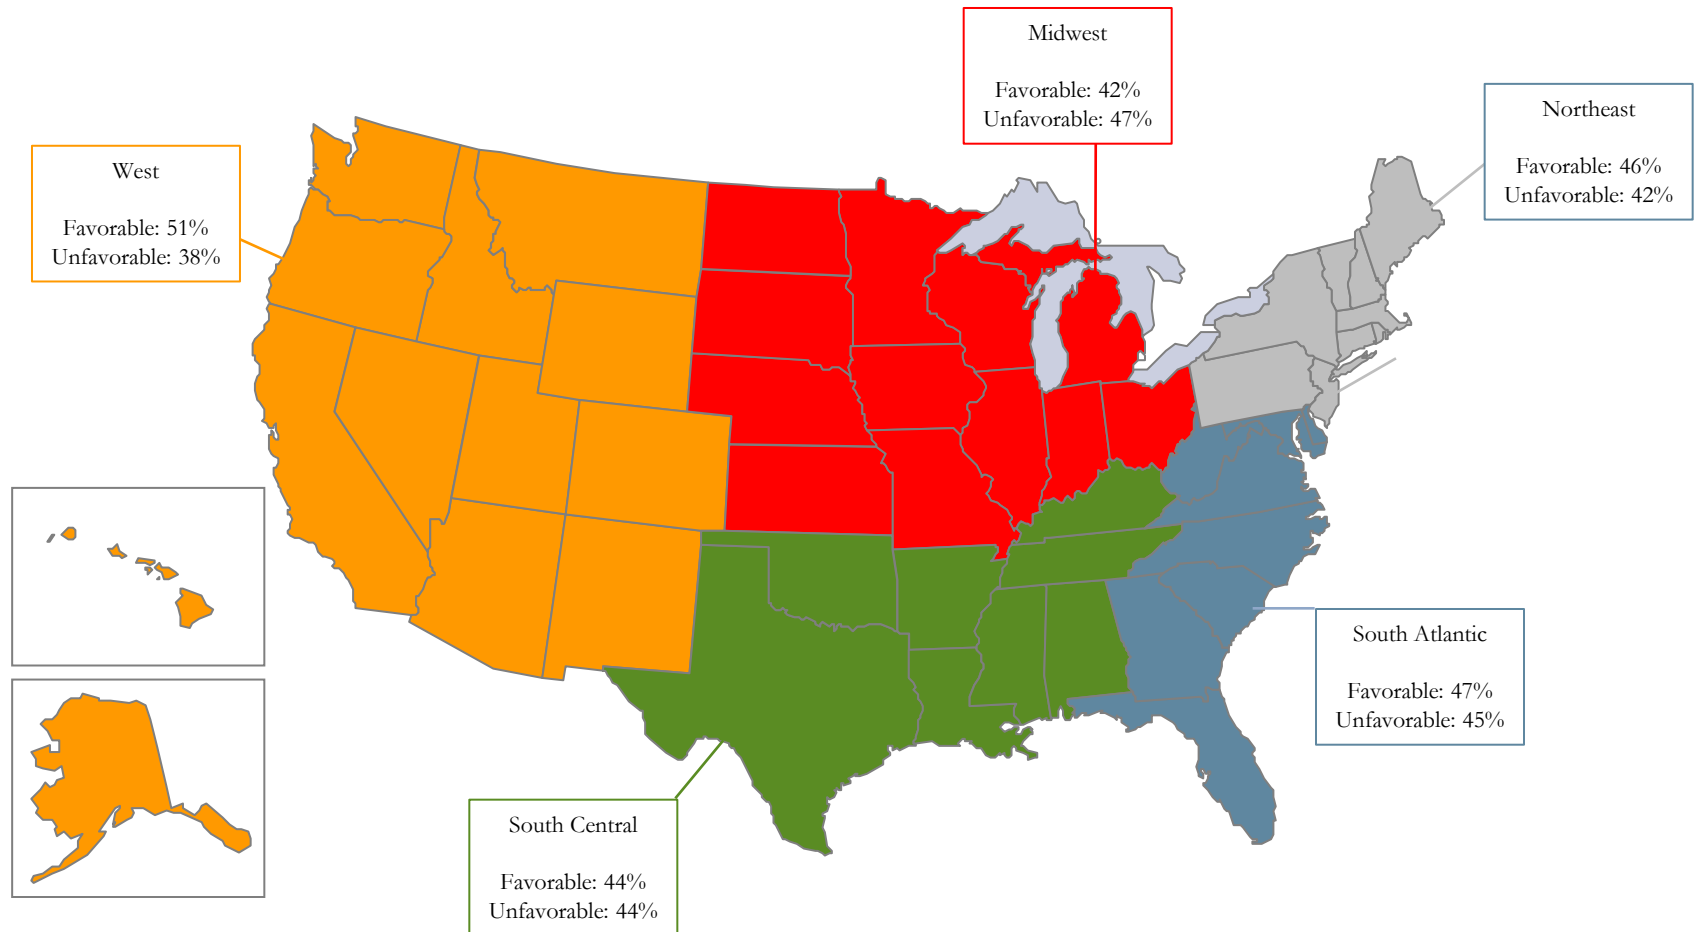 Midwest
Favorable: 42%
Unfavorable: 47%
Northeast
Favorable: 46%
Unfavorable: 42%
West
Favorable: 51%
Unfavorable: 38%
South Atlantic
Favorable: 47%
Unfavorable: 45%
South Central
Favorable: 44%
Unfavorable: 44%